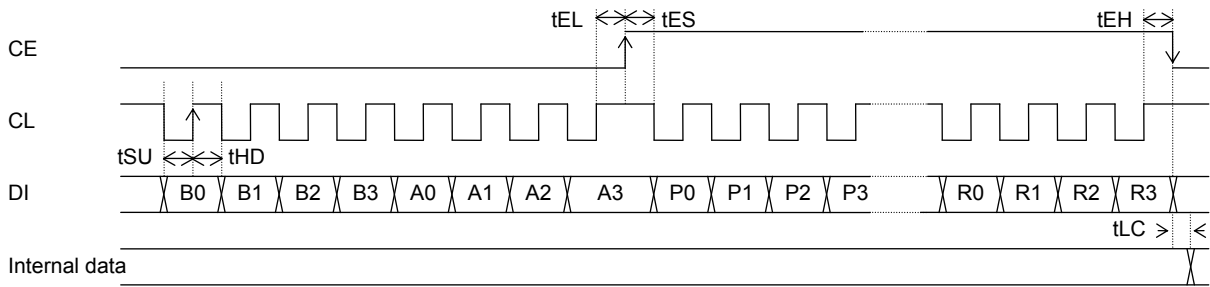 tEL tES tEH
CE
CL
tSU tHD
DI B0 B1 B2 B3 A0 A1 A2 A3 P0 P1 P2 P3 R0 R1 R2 R3
tLC
Internal data